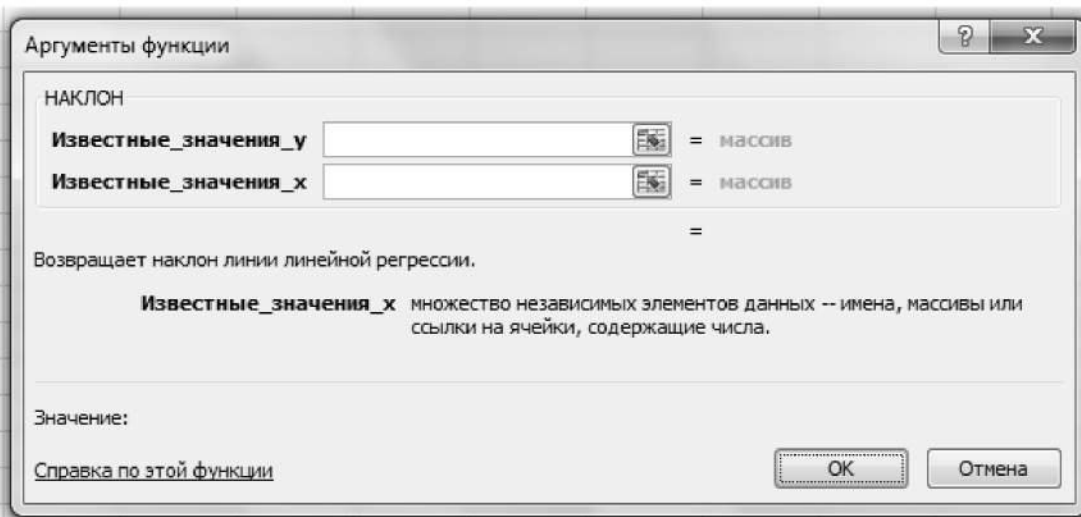 Аргументы функции
НАКЛОН
Известные_значения_y = массив
Известные_значения_x = массив
=
Возвращает наклон линии линейной регрессии.
Известные_значения_x множество независимых элементов данных -- имена, массивы или
ссылки на ячейки, содержащие числа.
Значение:
Справка по этой функции
OK Отмена